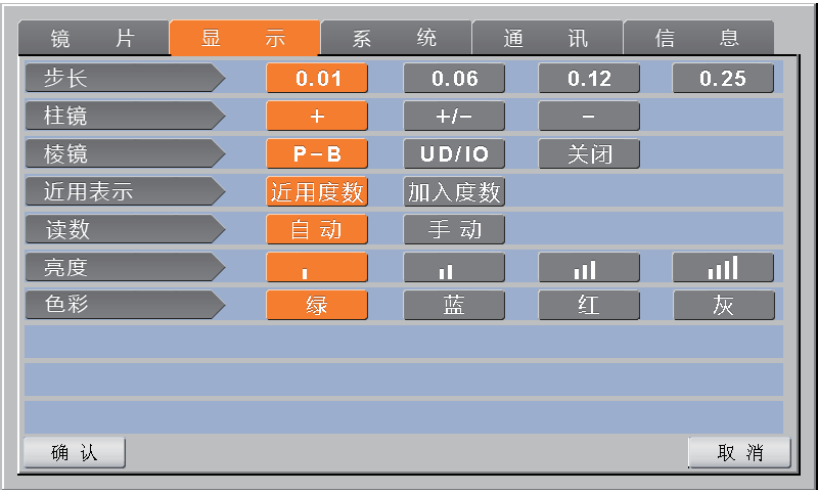 镜 片 显 示 系 统 通 讯 信 息
步长 0.01 0.06 0.12 0.25
柱镜 + +/− −
棱镜 P−B UD/IO 关闭
近用表示 近用度数 加入度数
读数 自动 手动
亮度
色彩 绿 蓝 红 灰
确 认 取 消